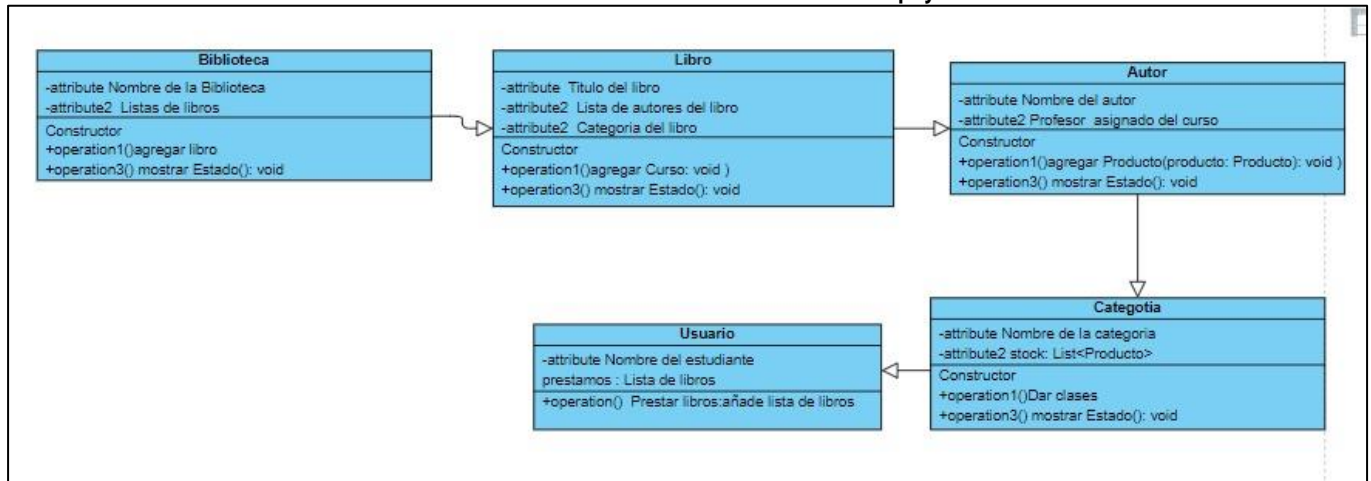 Biblioteca
-attribute Nombre de la Biblioteca
-attribute2 Listas de libros
Constructor
+operation1()agregar libro
+operation3() mostrar Estado(): void
Libro
-attribute Titulo del libro
-attribute2 Lista de autores del libro
-attribute2 Categoria del libro
Constructor
+operation1()agregar Curso: void )
+operation3() mostrar Estado(): void
Autor
-attribute Nombre del autor
-attribute2 Profesor asignado del curso
Constructor
+operation1()agregar Producto(producto: Producto): void )
+operation3() mostrar Estado(): void
Usuario
-attribute Nombre del estudiante
prestamos : Lista de libros
+operation() Prestar libros:añade lista de libros
Categotia
-attribute Nombre de la categoria
-attribute2 stock: List<Producto>
Constructor
+operation1()Dar clases
+operation3() mostrar Estado(): void